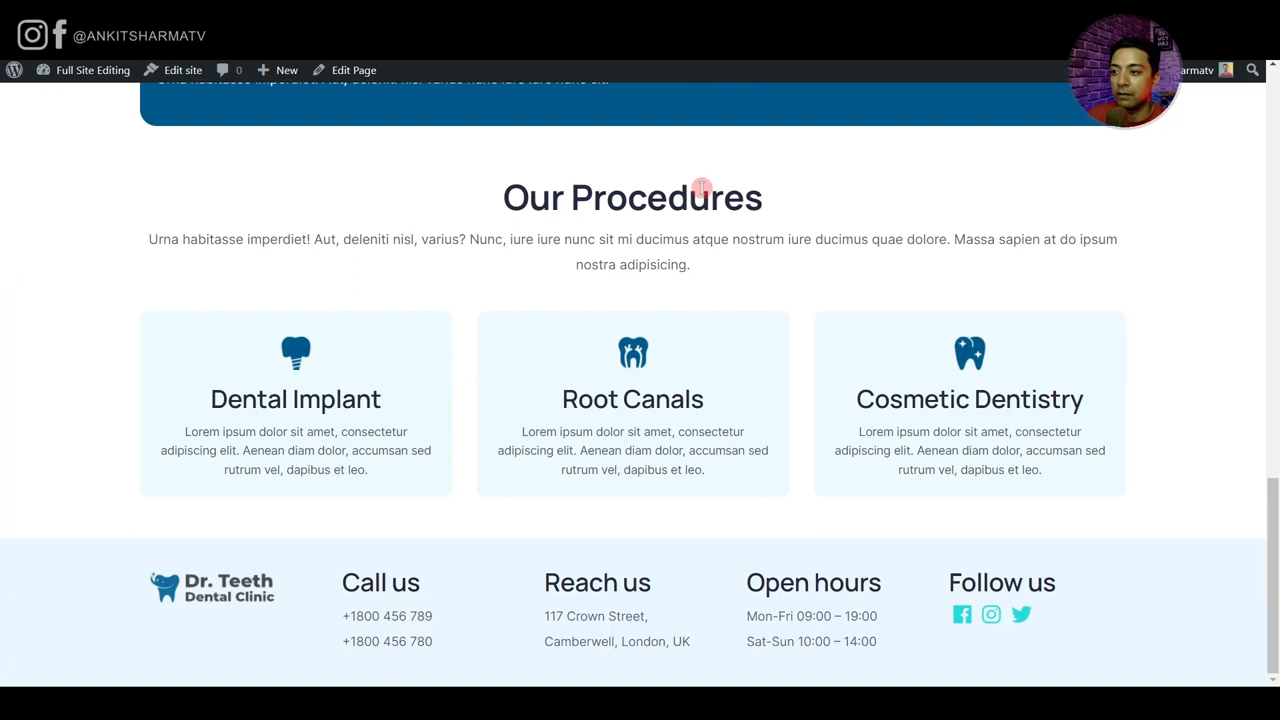 @ANKITSHARMATV
Full Site Editing
Edit site
0
New
Edit Page
Our Procedures
Urna habitasse imperdiet! Aut, deleniti nisl, varius? Nunc, iure iure nunc sit mi ducimus atque nostrum iure ducimus quae dolore. Massa sapien at do ipsum
nostra adipisicing.
Dental Implant
Lorem ipsum dolor sit amet, consectetur
adipiscing elit. Aenean diam dolor, accumsan sed
rutrum vel, dapibus et leo.
Root Canals
Lorem ipsum dolor sit amet, consectetur
adipiscing elit. Aenean diam dolor, accumsan sed
rutrum vel, dapibus et leo.
Cosmetic Dentistry
Lorem ipsum dolor sit amet, consectetur
adipiscing elit. Aenean diam dolor, accumsan sed
rutrum vel, dapibus et leo.
Dr. Teeth
Dental Clinic
Call us
+1800 456 789
+1800 456 780
Reach us
117 Crown Street,
Camberwell, London, UK
Open hours
Mon-Fri 09:00 – 19:00
Sat-Sun 10:00 – 14:00
Follow us